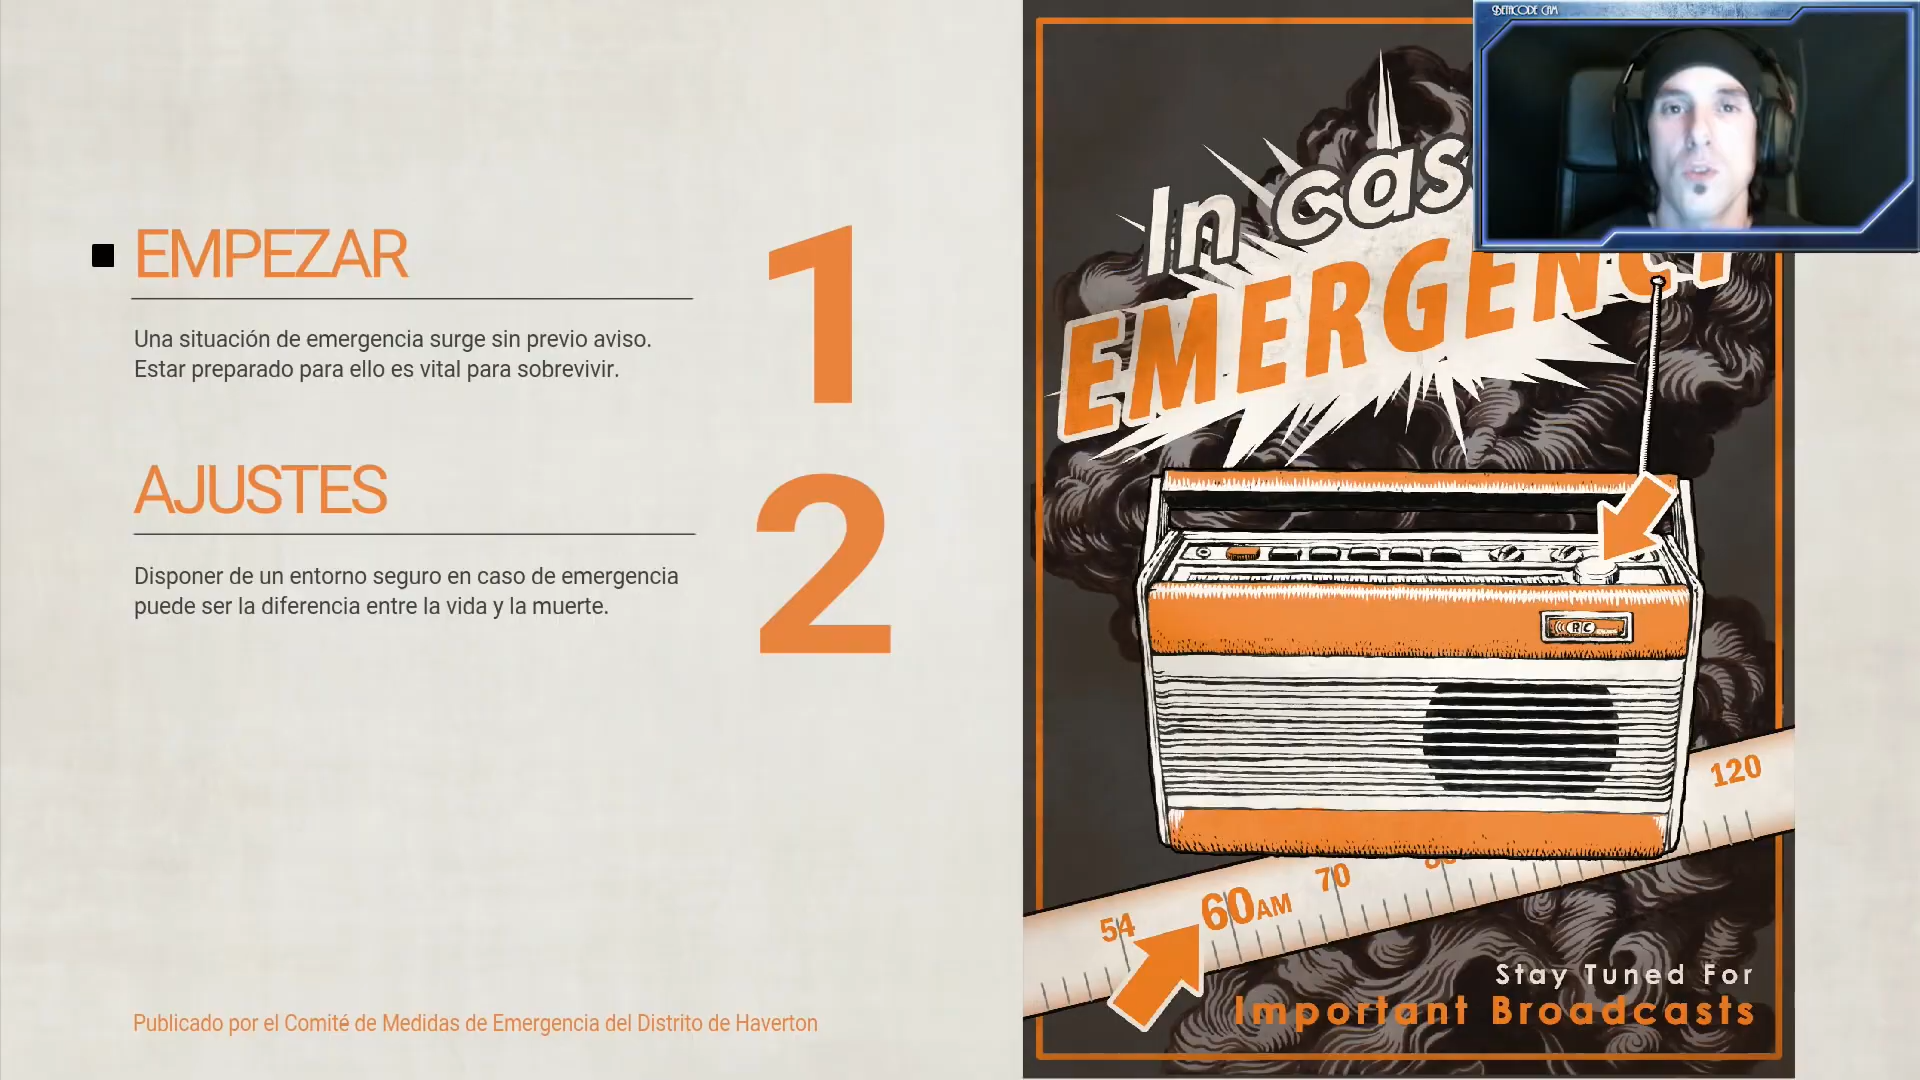 BETACODE CAM
EMPEZAR
1
Una situación de emergencia surge sin previo aviso.
Estar preparado para ello es vital para sobrevivir.
AJUSTES
2
Disponer de un entorno seguro en caso de emergencia
puede ser la diferencia entre la vida y la muerte.
Publicado por el Comité de Medidas de Emergencia del Distrito de Haverton
In cas
EMERGENCY
RC
120
70
60AM
54
Stay Tuned For
Important Broadcasts